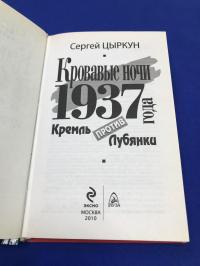 Сергей ЦЫРКУН
Кровавые ночи
1937 года
Кремль ПРОТИВ Лубянки
ЭКСМО
ЯУЗА
МОСКВА
2010